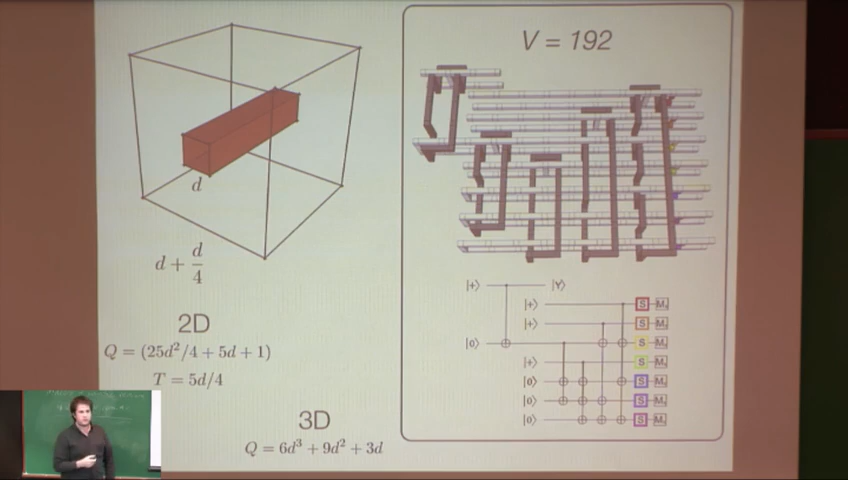 d
d + d/4
2D
Q = (25d²/4 + 5d + 1)
T = 5d/4
3D
Q = 6d³ + 9d² + 3d
V = 192
|+⟩ |Y⟩
|+⟩ S M
|+⟩ S M
|0⟩ S M
|+⟩ S M
|0⟩ S M
|0⟩ S M
|0⟩ S M